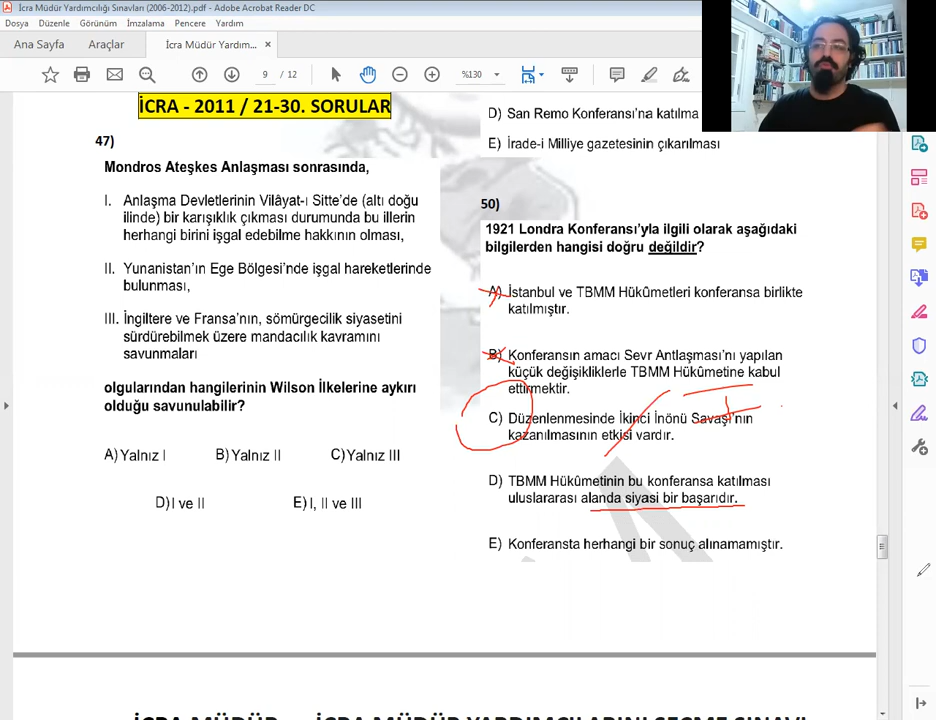 İcra Müdür Yardımcılığı Sınavları (2006-2012).pdf - Adobe Acrobat Reader DC
Dosya Düzenle Görünüm İmzalama Pencere Yardım
Ana Sayfa Araçlar İcra Müdür Yardım... ×
9 / 12 %130
İCRA - 2011 / 21-30. SORULAR
47)
Mondros Ateşkes Anlaşması sonrasında,
I. Anlaşma Devletlerinin Vilâyat-ı Sitte'de (altı doğu
ilinde) bir karışıklık çıkması durumunda bu illerin
herhangi birini işgal edebilme hakkının olması,
II. Yunanistan'ın Ege Bölgesi'nde işgal hareketlerinde
bulunması,
III. İngiltere ve Fransa'nın, sömürgecilik siyasetini
sürdürebilmek üzere mandacılık kavramını
savunmaları
olgularından hangilerinin Wilson İlkelerine aykırı
olduğu savunulabilir?
A) Yalnız I B) Yalnız II C) Yalnız III
D) I ve II E) I, II ve III
D) San Remo Konferansı'na katılma
E) İrade-i Milliye gazetesinin çıkarılması
50)
1921 Londra Konferansı'yla ilgili olarak aşağıdaki
bilgilerden hangisi doğru değildir?
A) İstanbul ve TBMM Hükûmetleri konferansa birlikte
katılmıştır.
B) Konferansın amacı Sevr Antlaşması'nı yapılan
küçük değişikliklerle TBMM Hükûmetine kabul
ettirmektir.
C) Düzenlenmesinde İkinci İnönü Savaşı'nın
kazanılmasının etkisi vardır.
D) TBMM Hükûmetinin bu konferansa katılması
uluslararası alanda siyasi bir başarıdır.
E) Konferansta herhangi bir sonuç alınamamıştır.